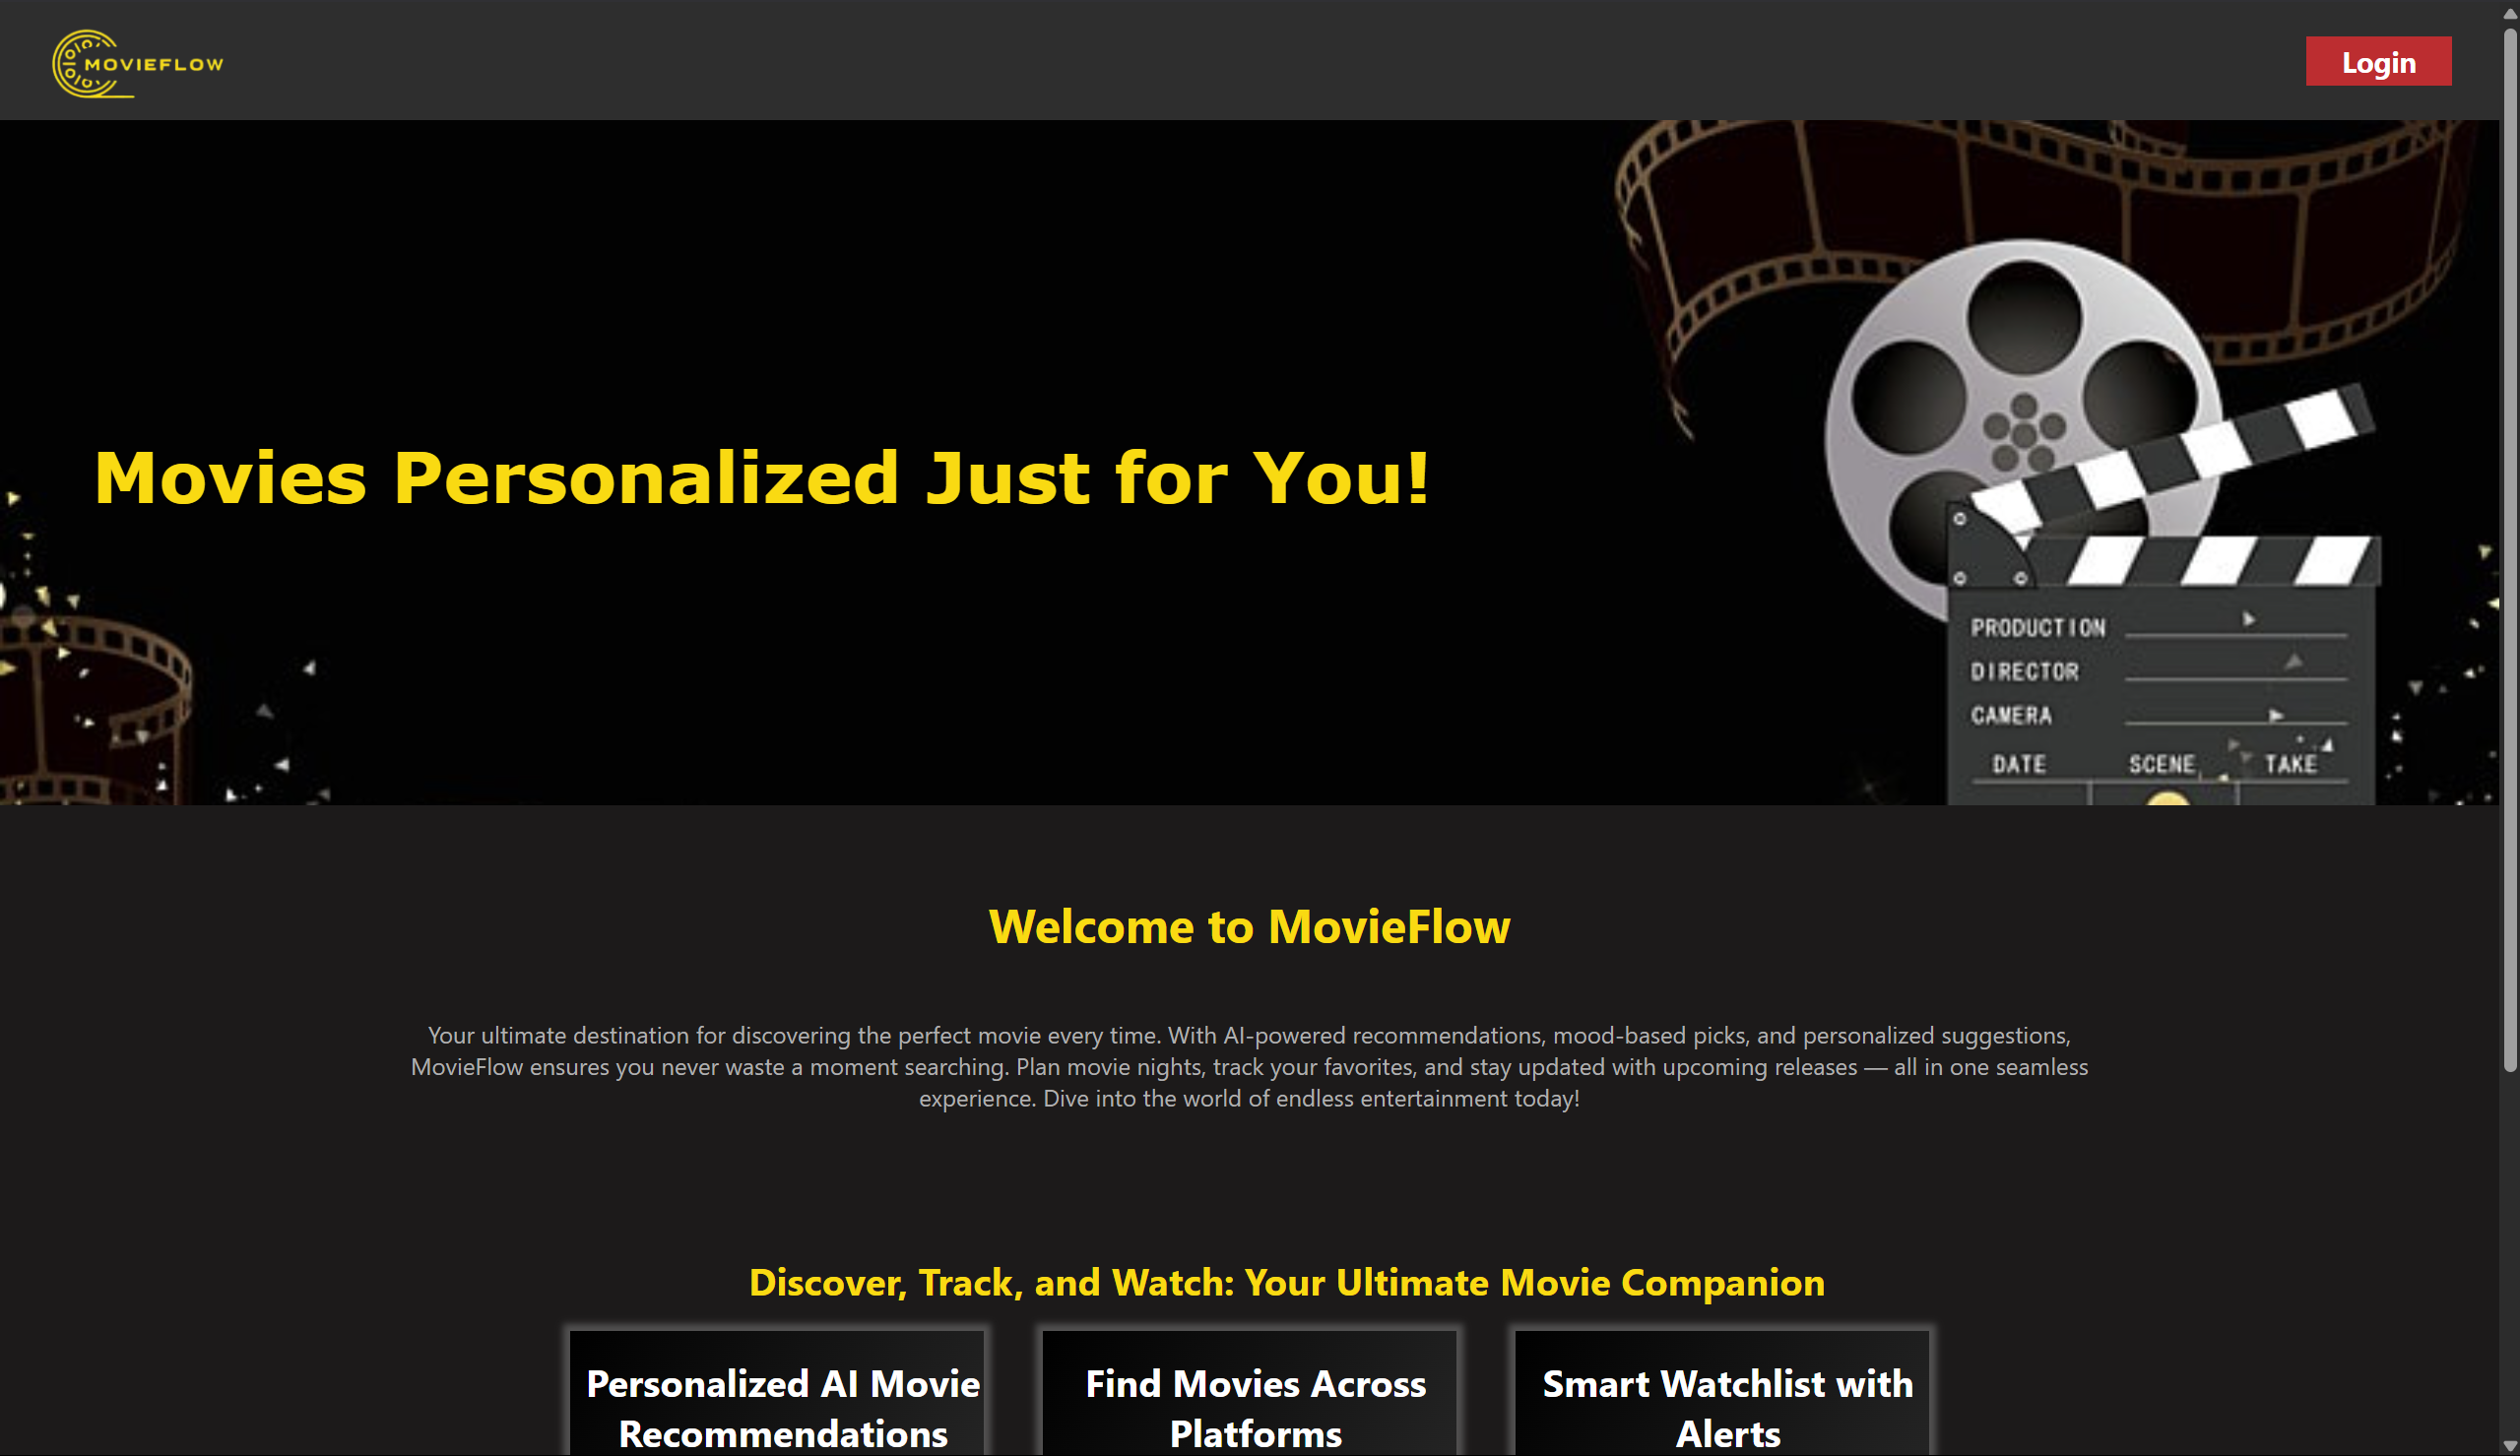 MOVIEFLOW
Login
Movies Personalized Just for You!
PRODUCTION
DIRECTOR
CAMERA
DATE SCENE TAKE
Welcome to MovieFlow
Your ultimate destination for discovering the perfect movie every time. With AI-powered recommendations, mood-based picks, and personalized suggestions,
MovieFlow ensures you never waste a moment searching. Plan movie nights, track your favorites, and stay updated with upcoming releases — all in one seamless
experience. Dive into the world of endless entertainment today!
Discover, Track, and Watch: Your Ultimate Movie Companion
Personalized AI Movie
Recommendations
Find Movies Across
Platforms
Smart Watchlist with
Alerts